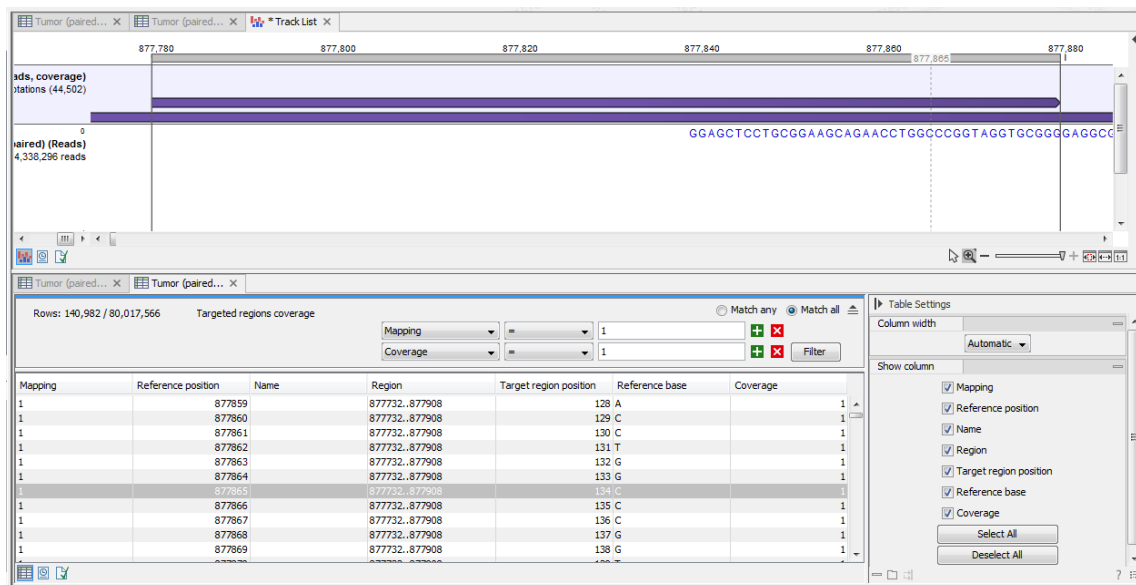 Tumor (paired... Tumor (paired... * Track List
877,780 877,800 877,820 877,840 877,860 877,880
877,865
ads, coverage)
otations (44,502)
0
GGAGCTCCTGCGGAAGCAGAACCTGGCCCGGTAGGTGCGGGGAGGCG
aired) (Reads)
4,338,296 reads
1:1
Tumor (paired... Tumor (paired...
Rows: 140,982 / 80,017,566 Targeted regions coverage Match any Match all
Mapping = 1
Coverage = 1 Filter
Mapping Reference position Name Region Target region position Reference base Coverage
1 877859 877732..877908 128 A 1
1 877860 877732..877908 129 C 1
1 877861 877732..877908 130 C 1
1 877862 877732..877908 131 T 1
1 877863 877732..877908 132 G 1
1 877864 877732..877908 133 G 1
1 877865 877732..877908 134 C 1
1 877866 877732..877908 135 C 1
1 877867 877732..877908 136 C 1
1 877868 877732..877908 137 G 1
1 877869 877732..877908 138 G 1
Table Settings
Column width
Automatic
Show column
Mapping
Reference position
Name
Region
Target region position
Reference base
Coverage
Select All
Deselect All
?